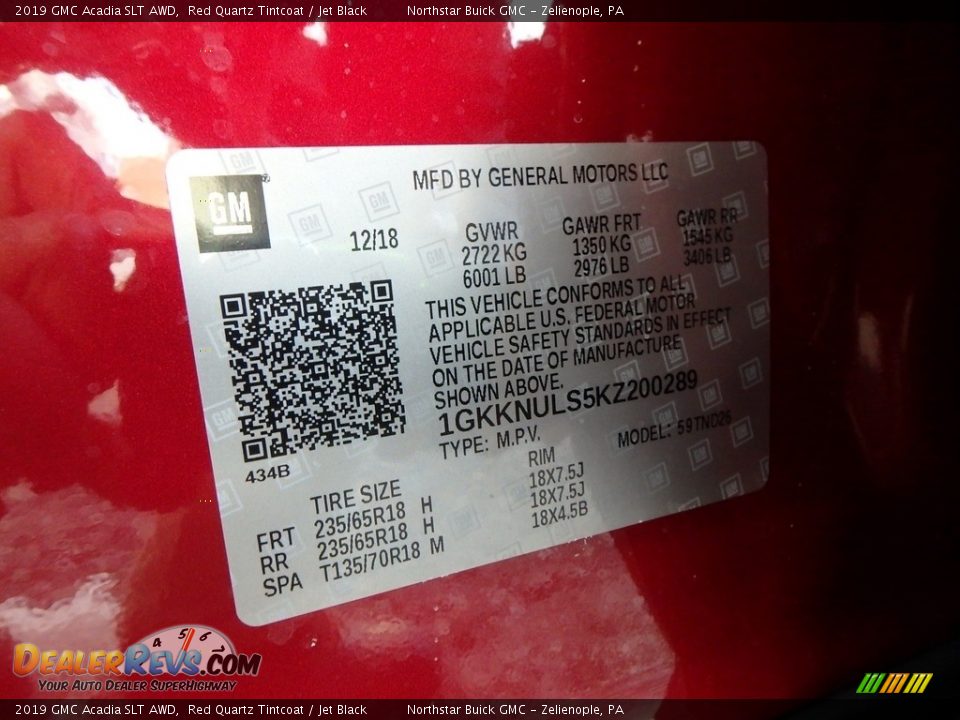 2019 GMC Acadia SLT AWD, Red Quartz Tintcoat / Jet Black Northstar Buick GMC - Zelienople, PA
MFD BY GENERAL MOTORS LLC
GM
12/18
GVWR GAWR FRT GAWR RR
2722 KG 1350 KG 1545 KG
6001 LB 2976 LB 3406 LB
THIS VEHICLE CONFORMS TO ALL
APPLICABLE U.S. FEDERAL MOTOR
VEHICLE SAFETY STANDARDS IN EFFECT
ON THE DATE OF MANUFACTURE
SHOWN ABOVE.
1GKKNULS5KZ200289
TYPE: M.P.V. MODEL: 59TND26
434B
TIRE SIZE RIM
FRT 235/65R18 H 18X7.5J
RR 235/65R18 H 18X7.5J
SPA T135/70R18 M 18X4.5B
4 5 6
DEALERREVS.COM
YOUR AUTO DEALER SUPERHIGHWAY
2019 GMC Acadia SLT AWD, Red Quartz Tintcoat / Jet Black Northstar Buick GMC - Zelienople, PA